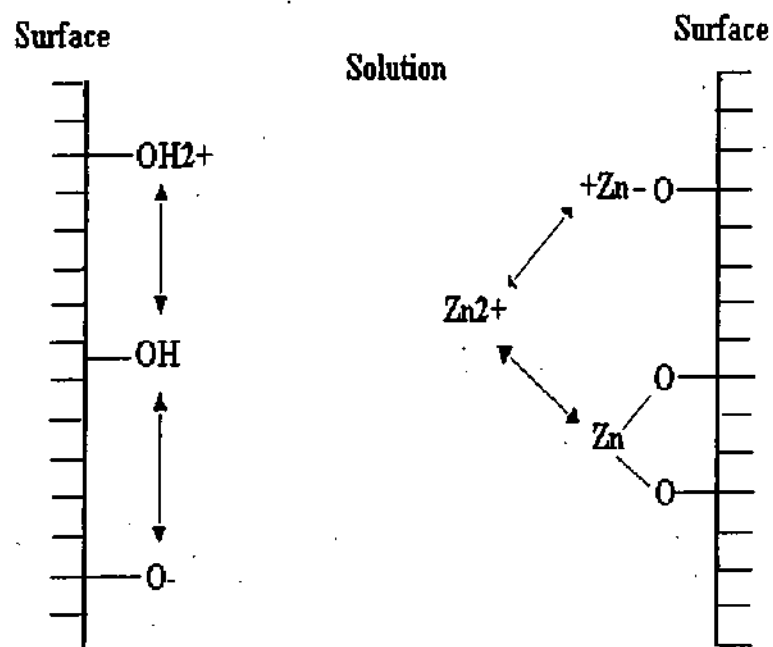 Surface
Solution
Surface
OH2+
+Zn-O
Zn2+
OH
O
Zn
O
O-